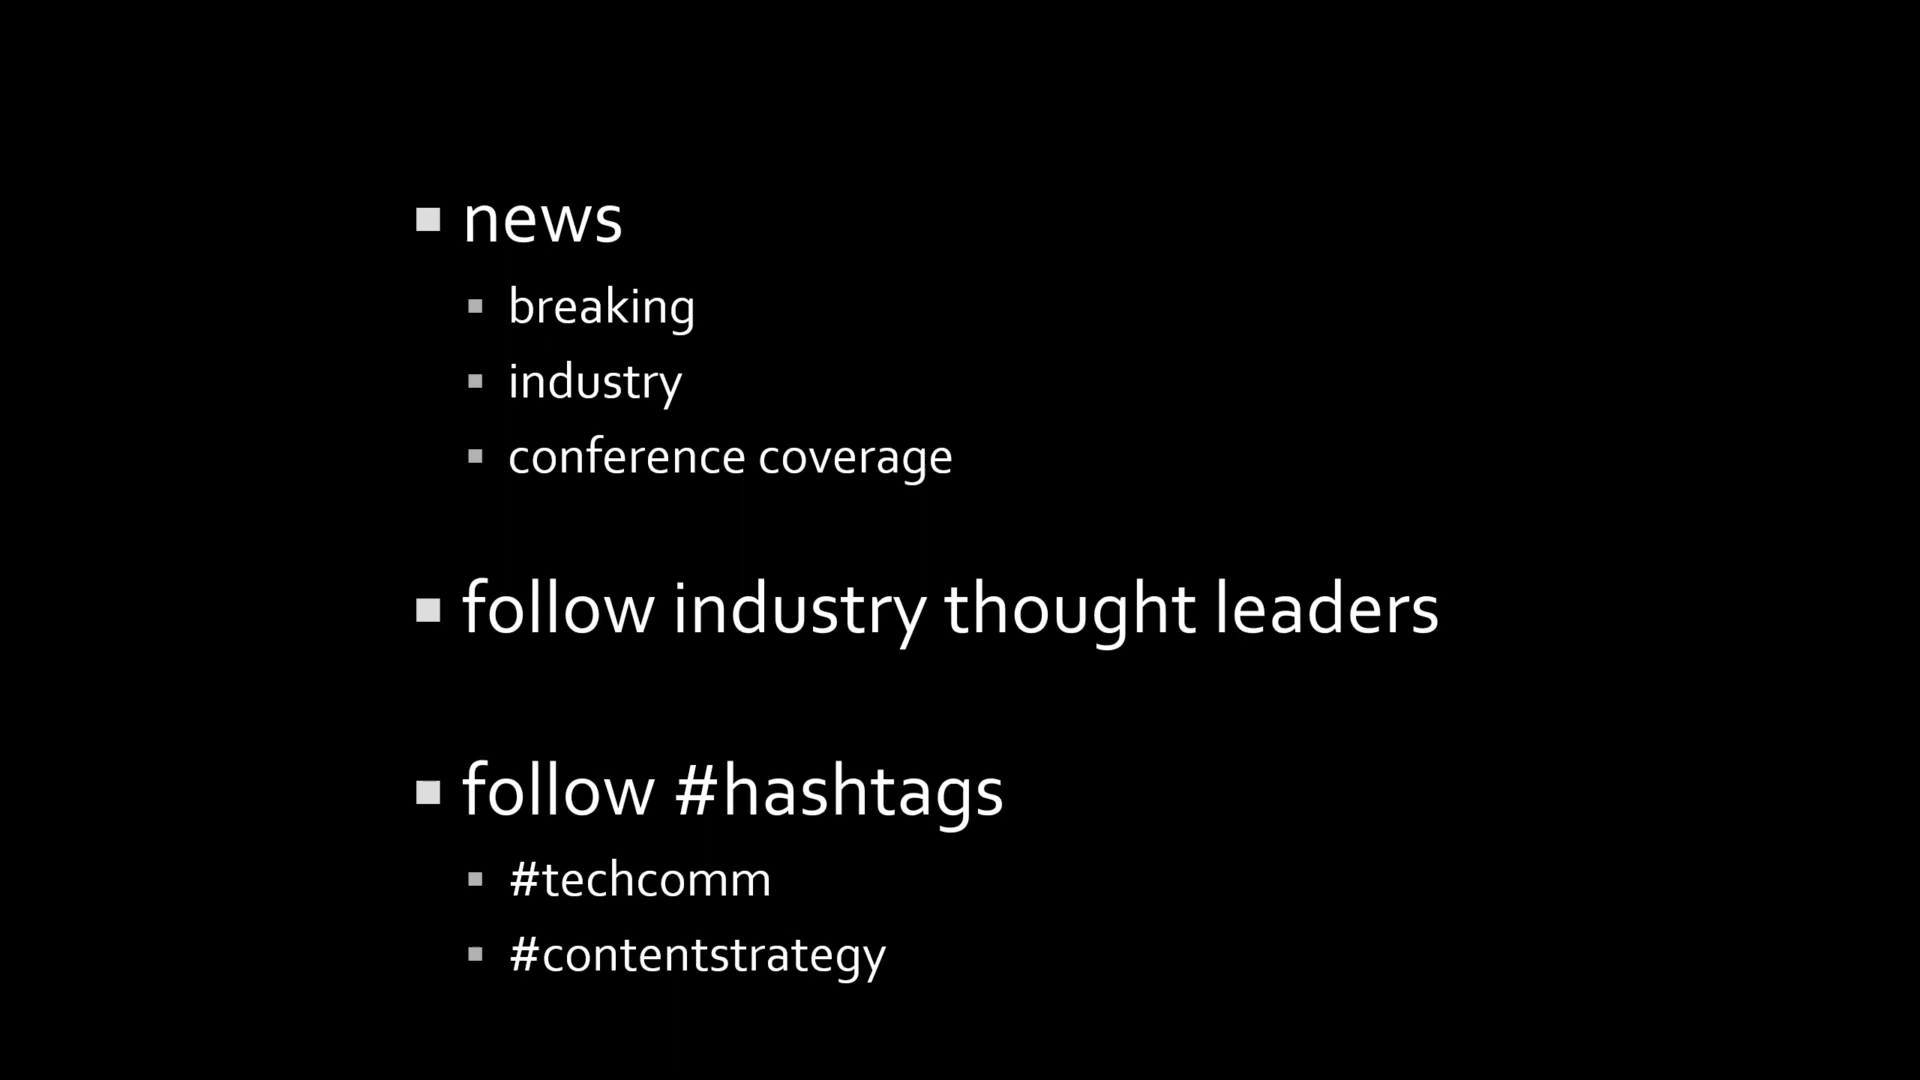 news
breaking
industry
conference coverage
follow industry thought leaders
follow #hashtags
#techcomm
#contentstrategy